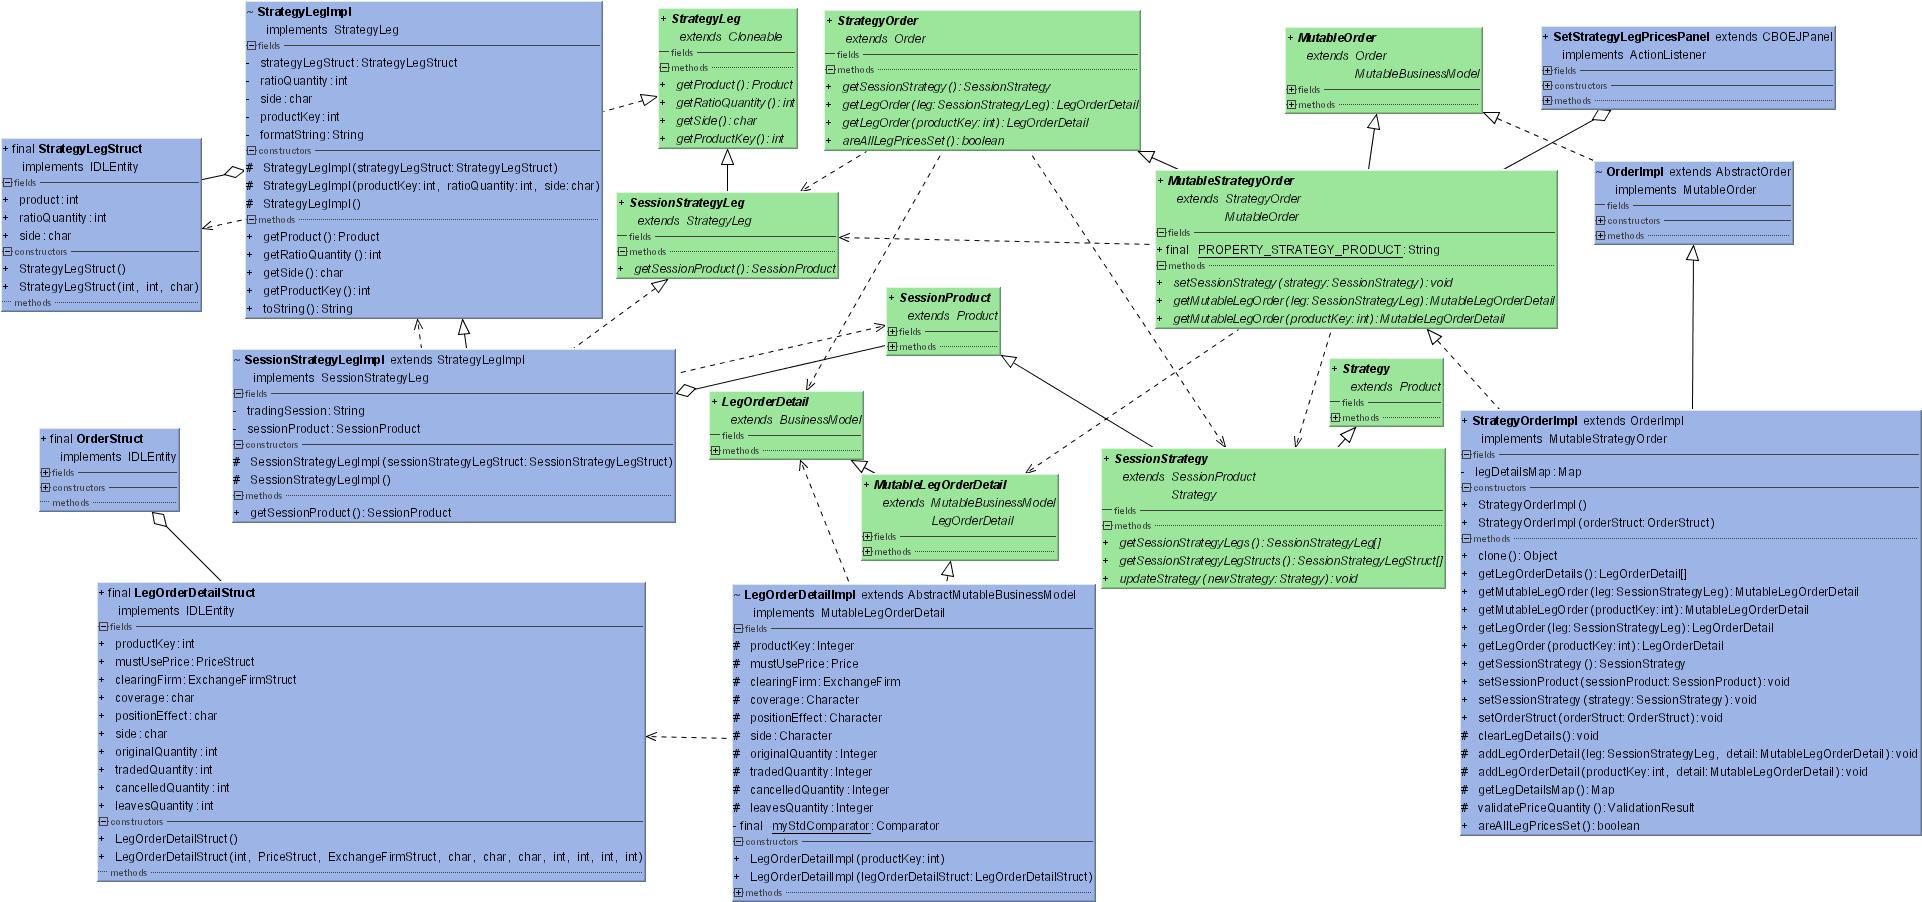 ~ StrategyLegImpl
implements StrategyLeg
fields
- strategyLegStruct: StrategyLegStruct
- ratioQuantity: int
- side: char
- productKey: int
- formatString: String
constructors
# StrategyLegImpl(strategyLegStruct: StrategyLegStruct)
# StrategyLegImpl(productKey: int, ratioQuantity: int, side: char)
# StrategyLegImpl()
methods
+ getProduct(): Product
+ getRatioQuantity(): int
+ getSide(): char
+ getProductKey(): int
+ toString(): String
+ StrategyLeg
extends Cloneable
fields
methods
+ getProduct(): Product
+ getRatioQuantity(): int
+ getSide(): char
+ getProductKey(): int
+ StrategyOrder
extends Order
fields
methods
+ getSessionStrategy(): SessionStrategy
+ getLegOrder(leg: SessionStrategyLeg): LegOrderDetail
+ getLegOrder(productKey: int): LegOrderDetail
+ areAllLegPricesSet(): boolean
+ MutableOrder
extends Order
MutableBusinessModel
fields
methods
+ SetStrategyLegPricesPanel extends CBOEJPanel
implements ActionListener
fields
constructors
methods
+ final StrategyLegStruct
implements IDLEntity
fields
+ product: int
+ ratioQuantity: int
+ side: char
constructors
+ StrategyLegStruct()
+ StrategyLegStruct(int, int, char)
methods
+ SessionStrategyLeg
extends StrategyLeg
fields
methods
+ getSessionProduct(): SessionProduct
+ MutableStrategyOrder
extends StrategyOrder
MutableOrder
fields
+ final PROPERTY_STRATEGY_PRODUCT: String
methods
+ setSessionStrategy(strategy: SessionStrategy): void
+ getMutableLegOrder(leg: SessionStrategyLeg): MutableLegOrderDetail
+ getMutableLegOrder(productKey: int): MutableLegOrderDetail
~ OrderImpl extends AbstractOrder
implements MutableOrder
fields
constructors
methods
+ SessionProduct
extends Product
fields
methods
~ SessionStrategyLegImpl extends StrategyLegImpl
implements SessionStrategyLeg
fields
- tradingSession: String
- sessionProduct: SessionProduct
constructors
# SessionStrategyLegImpl(sessionStrategyLegStruct: SessionStrategyLegStruct)
# SessionStrategyLegImpl()
methods
+ getSessionProduct(): SessionProduct
+ Strategy
extends Product
fields
methods
+ LegOrderDetail
extends BusinessModel
fields
methods
+ final OrderStruct
implements IDLEntity
fields
constructors
methods
+ MutableLegOrderDetail
extends MutableBusinessModel
LegOrderDetail
fields
methods
+ SessionStrategy
extends SessionProduct
Strategy
fields
methods
+ getSessionStrategyLegs(): SessionStrategyLeg[]
+ getSessionStrategyLegStructs(): SessionStrategyLegStruct[]
+ updateStrategy(newStrategy: Strategy): void
+ StrategyOrderImpl extends OrderImpl
implements MutableStrategyOrder
fields
- legDetailsMap: Map
constructors
+ StrategyOrderImpl()
+ StrategyOrderImpl(orderStruct: OrderStruct)
methods
+ clone(): Object
+ getLegOrderDetails(): LegOrderDetail[]
+ getMutableLegOrder(leg: SessionStrategyLeg): MutableLegOrderDetail
+ getMutableLegOrder(productKey: int): MutableLegOrderDetail
+ getLegOrder(leg: SessionStrategyLeg): LegOrderDetail
+ getLegOrder(productKey: int): LegOrderDetail
+ getSessionStrategy(): SessionStrategy
+ setSessionProduct(sessionProduct: SessionProduct): void
+ setSessionStrategy(strategy: SessionStrategy): void
+ setOrderStruct(orderStruct: OrderStruct): void
# clearLegDetails(): void
# addLegOrderDetail(leg: SessionStrategyLeg, detail: MutableLegOrderDetail): void
# addLegOrderDetail(productKey: int, detail: MutableLegOrderDetail): void
# getLegDetailsMap(): Map
# validatePriceQuantity(): ValidationResult
+ areAllLegPricesSet(): boolean
+ final LegOrderDetailStruct
implements IDLEntity
fields
+ productKey: int
+ mustUsePrice: PriceStruct
+ clearingFirm: ExchangeFirmStruct
+ coverage: char
+ positionEffect: char
+ side: char
+ originalQuantity: int
+ tradedQuantity: int
+ cancelledQuantity: int
+ leavesQuantity: int
constructors
+ LegOrderDetailStruct()
+ LegOrderDetailStruct(int, PriceStruct, ExchangeFirmStruct, char, char, char, int, int, int, int)
methods
~ LegOrderDetailImpl extends AbstractMutableBusinessModel
implements MutableLegOrderDetail
fields
# productKey: Integer
# mustUsePrice: Price
# clearingFirm: ExchangeFirm
# coverage: Character
# positionEffect: Character
# side: Character
# originalQuantity: Integer
# tradedQuantity: Integer
# cancelledQuantity: Integer
# leavesQuantity: Integer
- final myStdComparator: Comparator
constructors
+ LegOrderDetailImpl(productKey: int)
+ LegOrderDetailImpl(legOrderDetailStruct: LegOrderDetailStruct)
methods